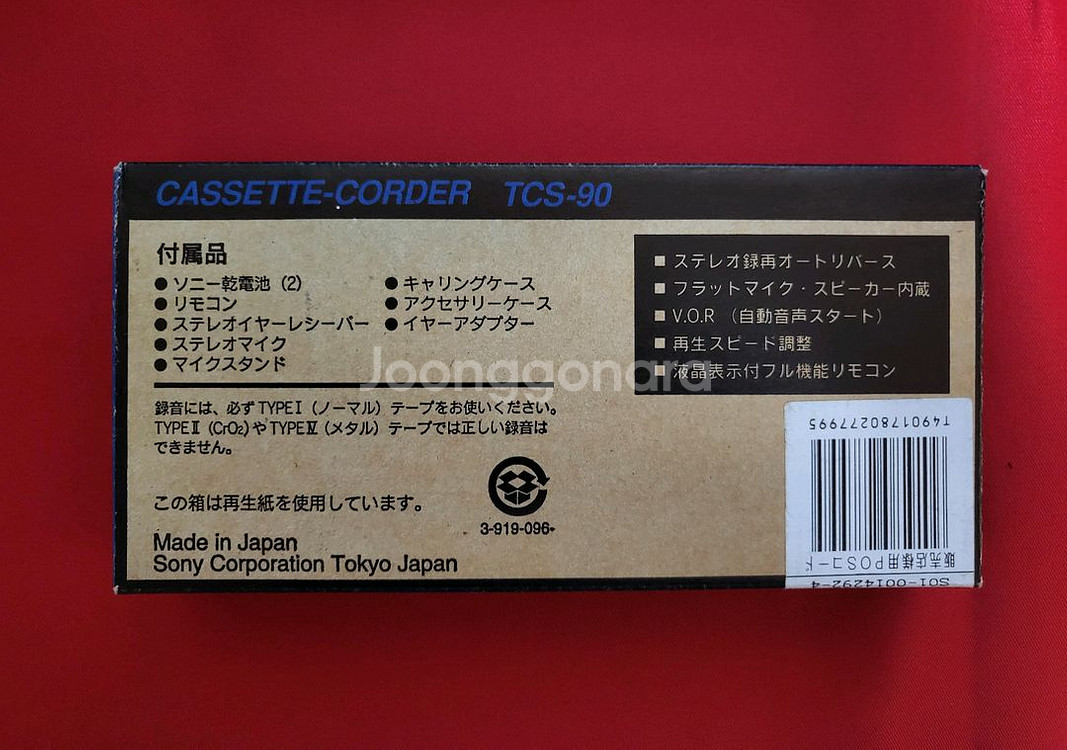 CASSETTE-CORDER TCS-90
付属品
●ソニー乾電池（2）
●リモコン
●ステレオイヤーレシーバー
●ステレオマイク
●マイクスタンド
●キャリングケース
●アクセサリーケース
●イヤーアダプター
■ステレオ録再オートリバース
■フラットマイク・スピーカー内蔵
■V.O.R（自動音声スタート）
■再生スピード調整
■液晶表示付フル機能リモコン
Joonggonara
録音には、必ずTYPEⅠ（ノーマル）テープをお使いください。
TYPEⅡ（CrO2）やTYPEⅣ（メタル）テープでは正しい録音は
できません。
この箱は再生紙を使用しています。
3-919-096-
Made in Japan
Sony Corporation Tokyo Japan
T4901780277995
販売店様用POSコード
S01-0014292-4